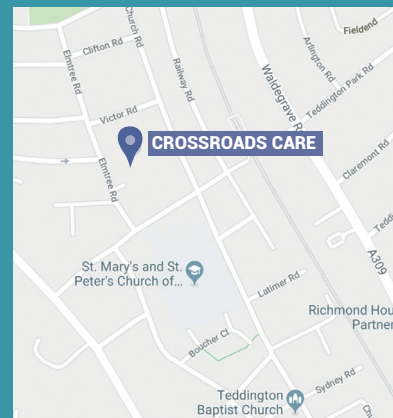 Fieldend
Church Rd
Clifton Rd
Arlington Rd
Elmtree Rd
Railway Rd
Waldegrave R
Teddington Park Rd
Victor Rd
CROSSROADS CARE
Claremont Rd
Elmtree Rd
Teddi
A309
St. Mary's and St.
Peter's Church of...
Latimer Rd
Richmond Hou
Partner
Boucher Cl
Sydney Rd
Teddington
Baptist Church